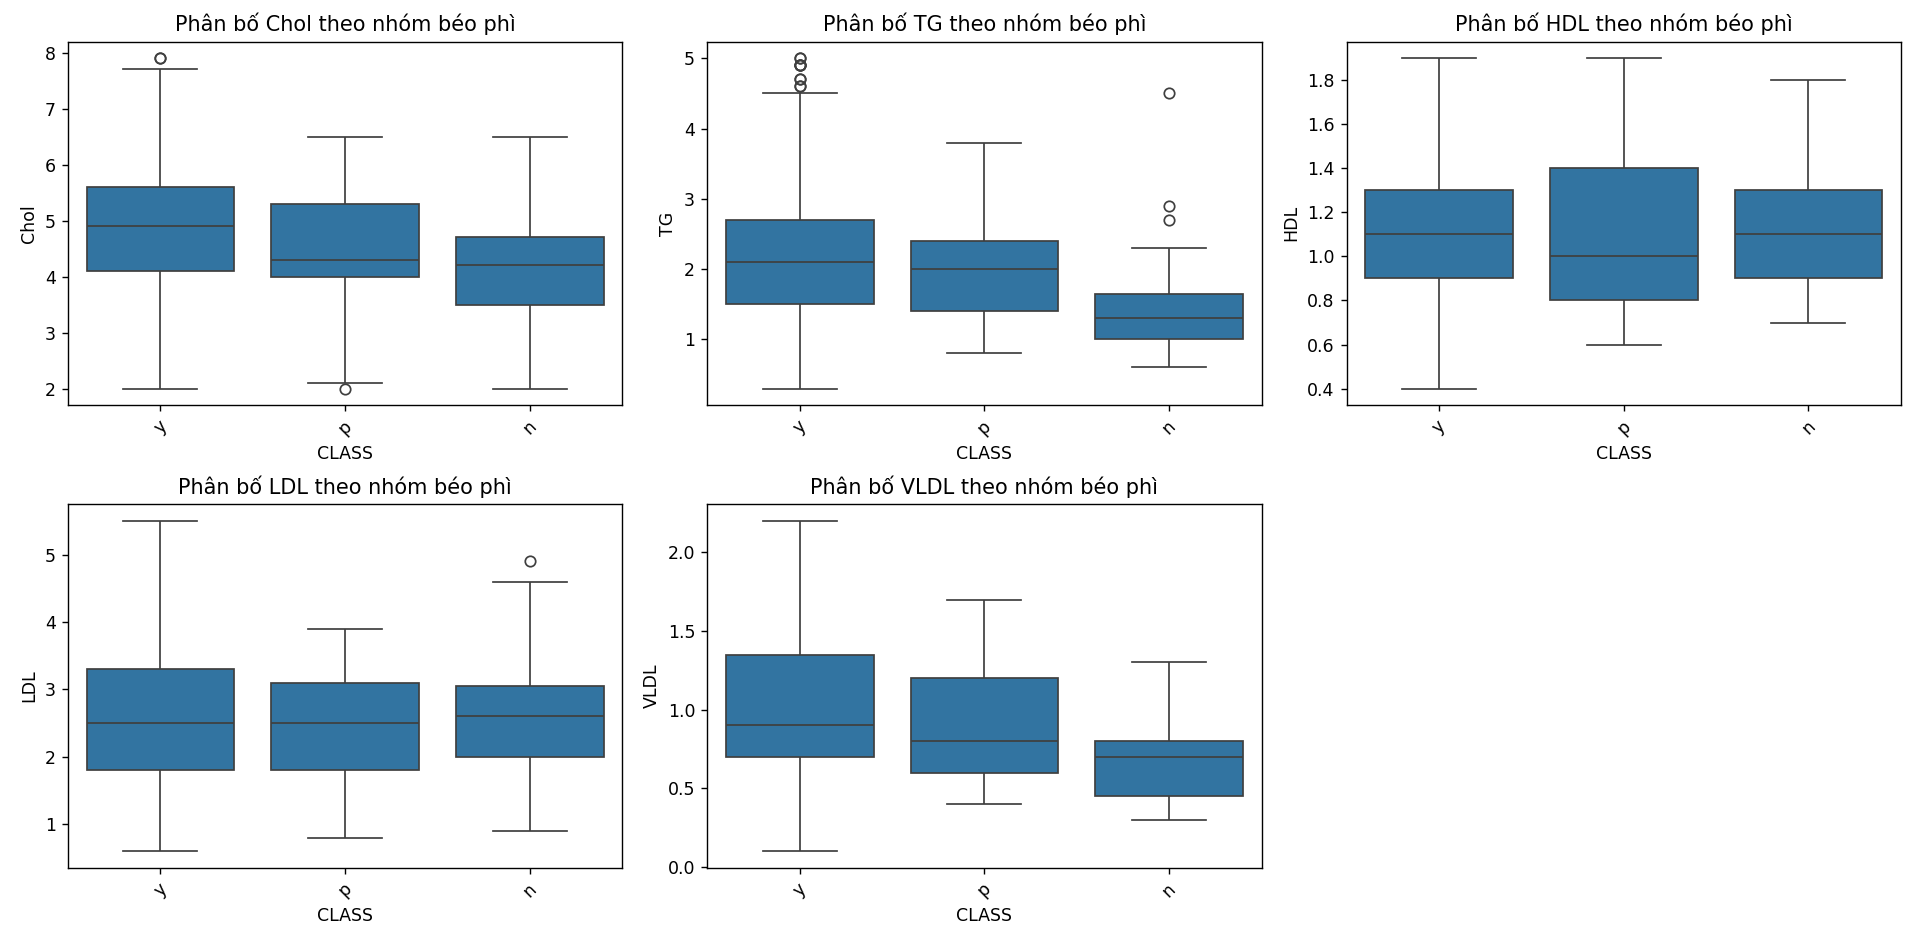 Phân bố Chol theo nhóm béo phì
Chol
8
7
6
5
4
3
2
y
p
n
CLASS
Phân bố TG theo nhóm béo phì
TG
5
4
3
2
1
y
p
n
CLASS
Phân bố HDL theo nhóm béo phì
HDL
1.8
1.6
1.4
1.2
1.0
0.8
0.6
0.4
y
p
n
CLASS
Phân bố LDL theo nhóm béo phì
LDL
5
4
3
2
1
y
p
n
CLASS
Phân bố VLDL theo nhóm béo phì
VLDL
2.0
1.5
1.0
0.5
0.0
y
p
n
CLASS